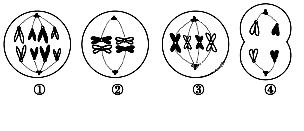 ① ② ③ ④